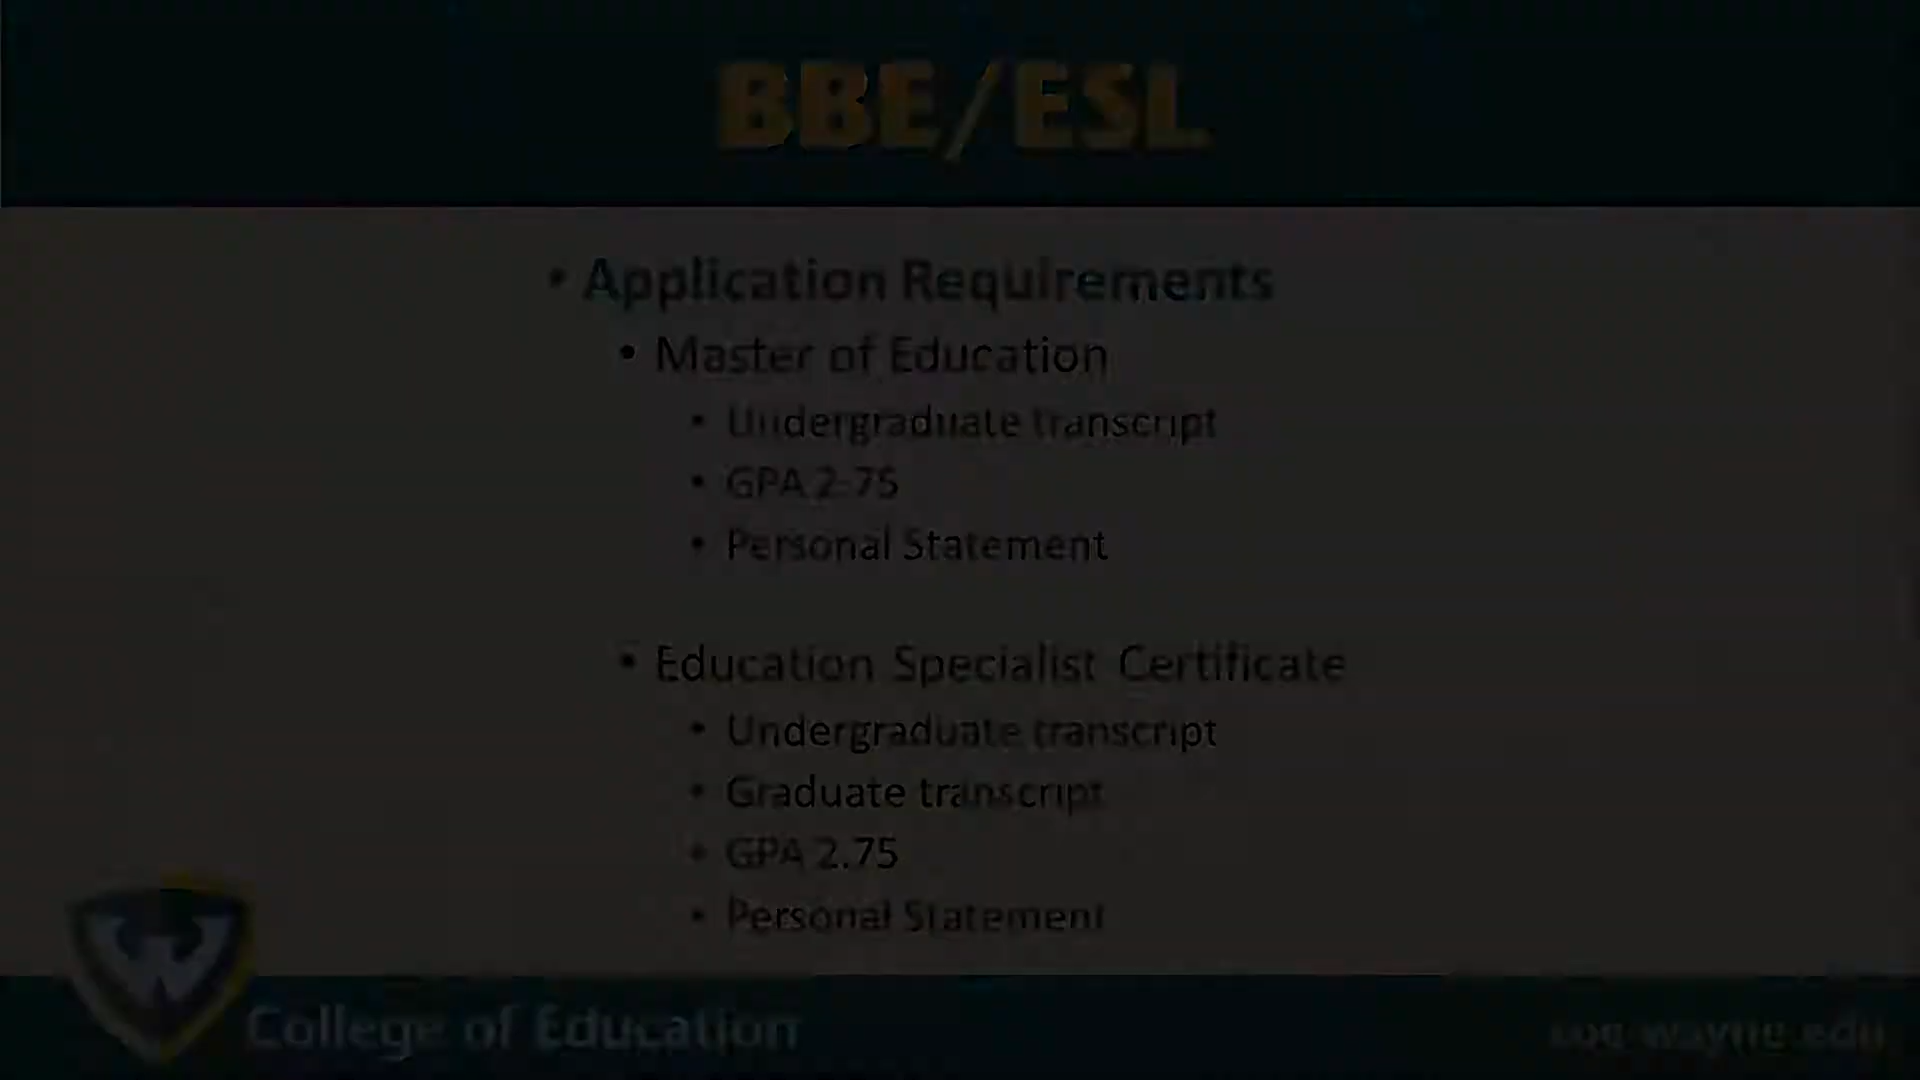 BBE/ESL
• Application Requirements
• Master of Education
• Undergraduate transcript
• GPA 2.75
• Personal Statement
• Education Specialist Certificate
• Undergraduate transcript
• Graduate transcript
• GPA 2.75
• Personal Statement
W
College of Education
coe.wayne.edu